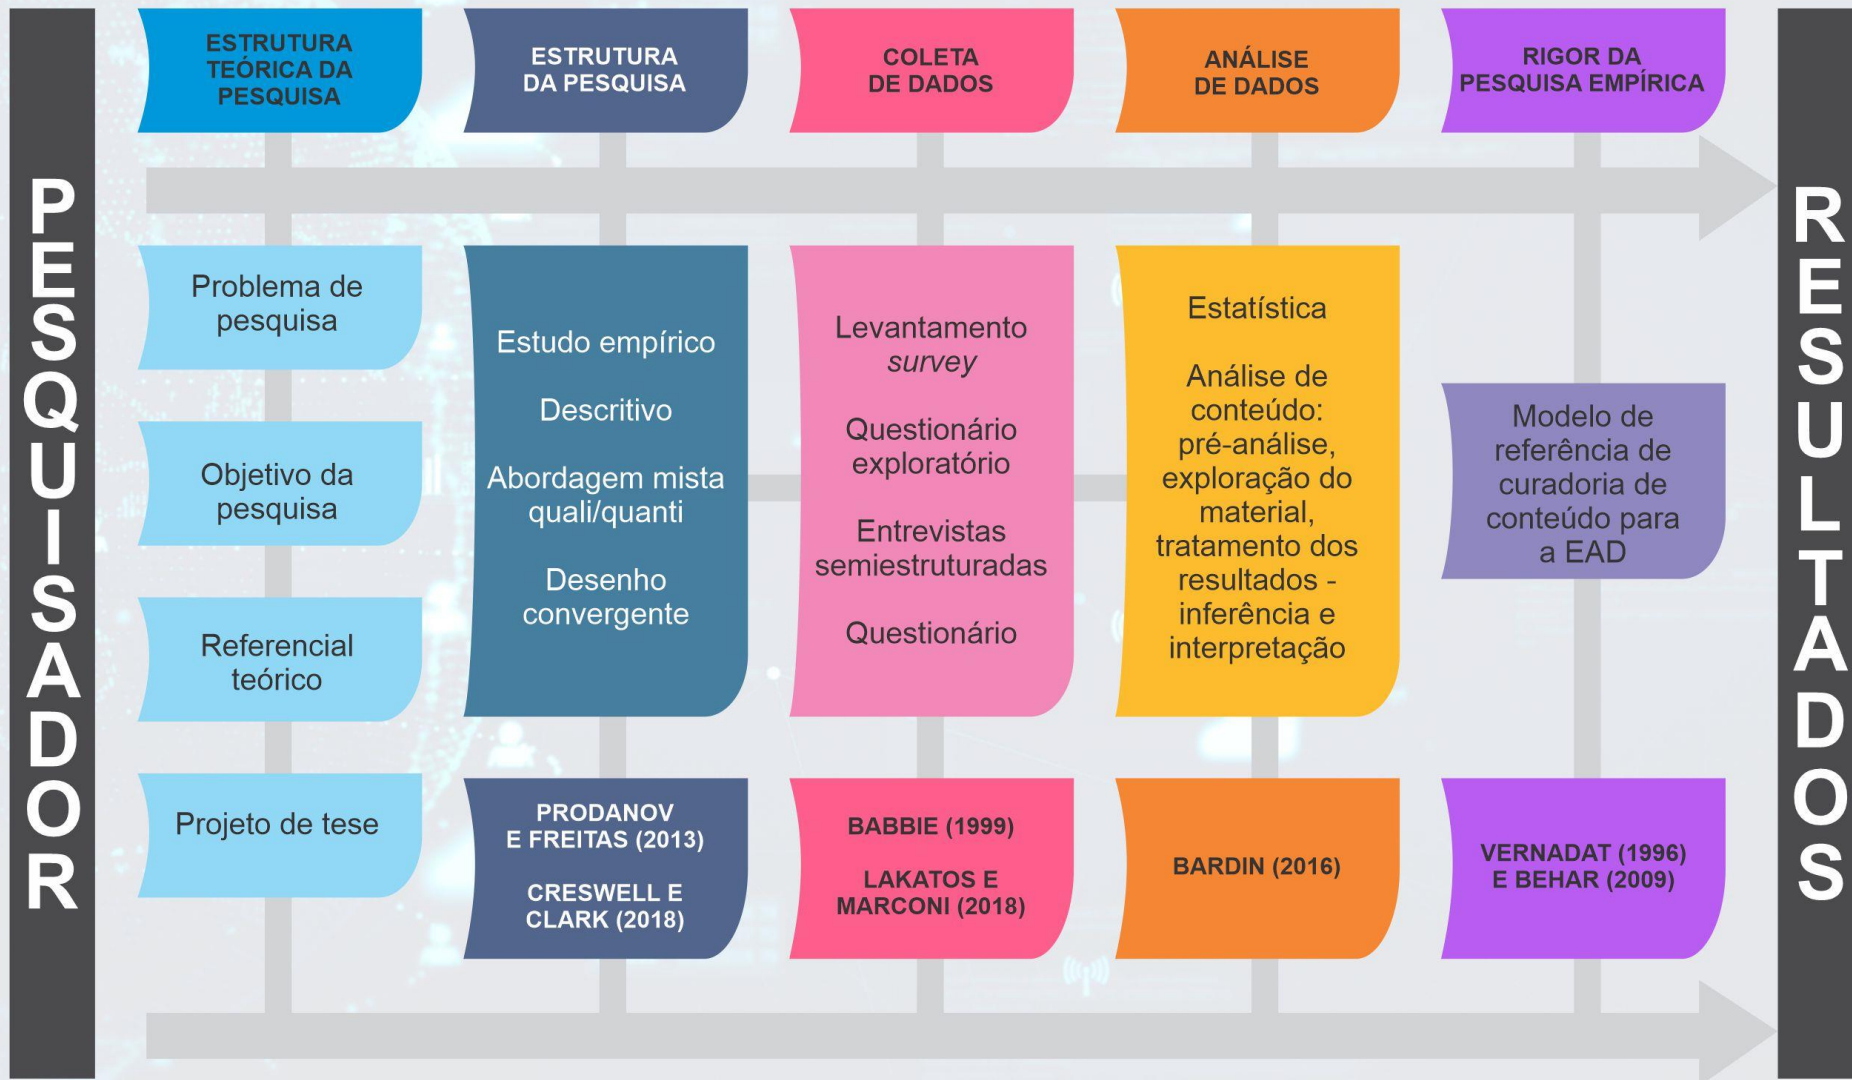 PESQUISADOR
ESTRUTURA
TEÓRICA DA
PESQUISA
Problema de
pesquisa
Objetivo da
pesquisa
Referencial
teórico
Projeto de tese
ESTRUTURA
DA PESQUISA
Estudo empírico
Descritivo
Abordagem mista
quali/quanti
Desenho
convergente
PRODANOV
E FREITAS (2013)
CRESWELL E
CLARK (2018)
COLETA
DE DADOS
Levantamento
survey
Questionário
exploratório
Entrevistas
semiestruturadas
Questionário
BABBIE (1999)
LAKATOS E
MARCONI (2018)
ANÁLISE
DE DADOS
Estatística
Análise de
conteúdo:
pré-análise,
exploração do
material,
tratamento dos
resultados -
inferência e
interpretação
BARDIN (2016)
RIGOR DA
PESQUISA EMPÍRICA
Modelo de
referência de
curadoria de
conteúdo para
a EAD
VERNADAT (1996)
E BEHAR (2009)
RESULTADOS